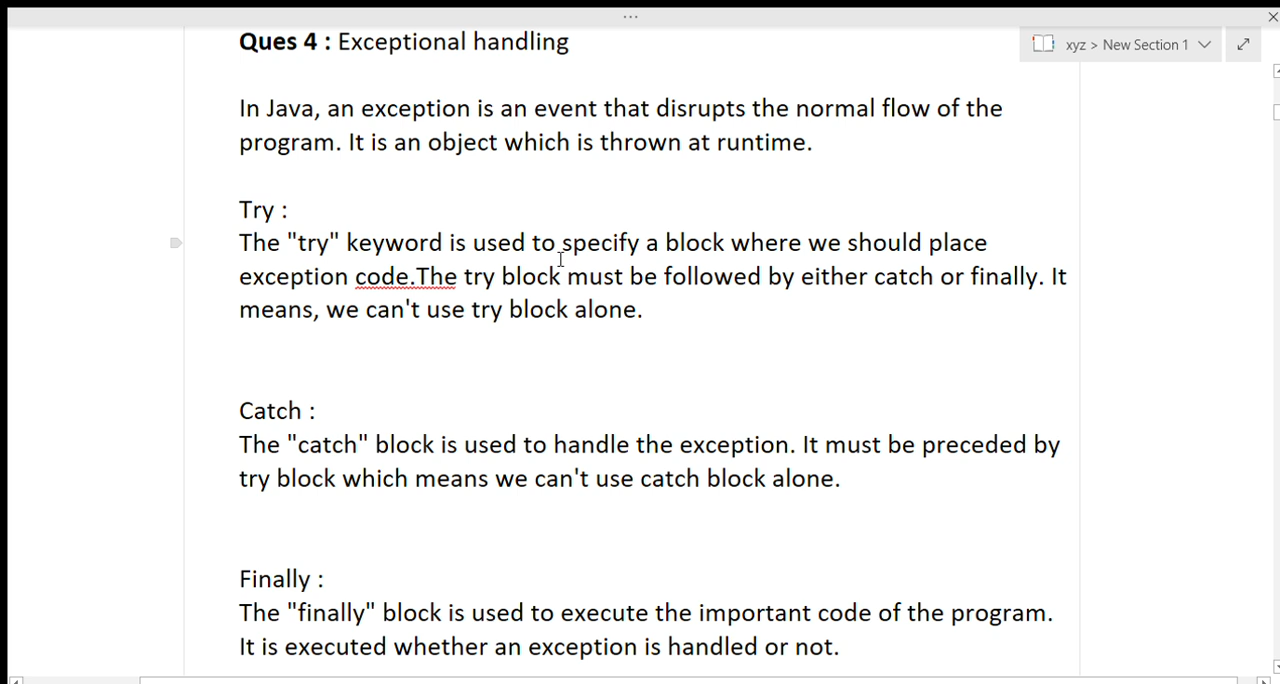 Ques 4 : Exceptional handling
xyz > New Section 1
In Java, an exception is an event that disrupts the normal flow of the
program. It is an object which is thrown at runtime.
Try :
The "try" keyword is used to specify a block where we should place
exception code.The try block must be followed by either catch or finally. It
means, we can't use try block alone.
Catch :
The "catch" block is used to handle the exception. It must be preceded by
try block which means we can't use catch block alone.
Finally :
The "finally" block is used to execute the important code of the program.
It is executed whether an exception is handled or not.